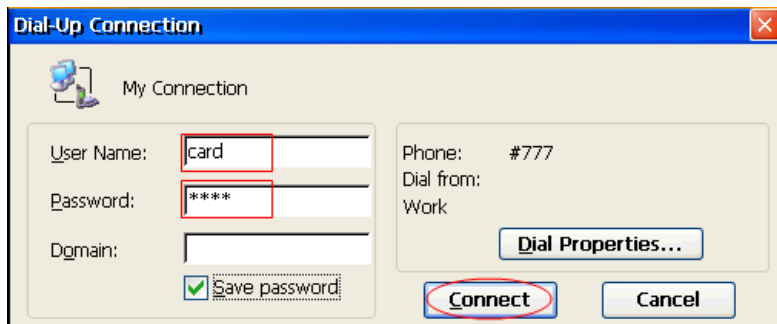 Dial-Up Connection
My Connection
User Name: card
Password: ****
Domain:
Save password
Phone: #777
Dial from:
Work
Dial Properties...
Connect Cancel